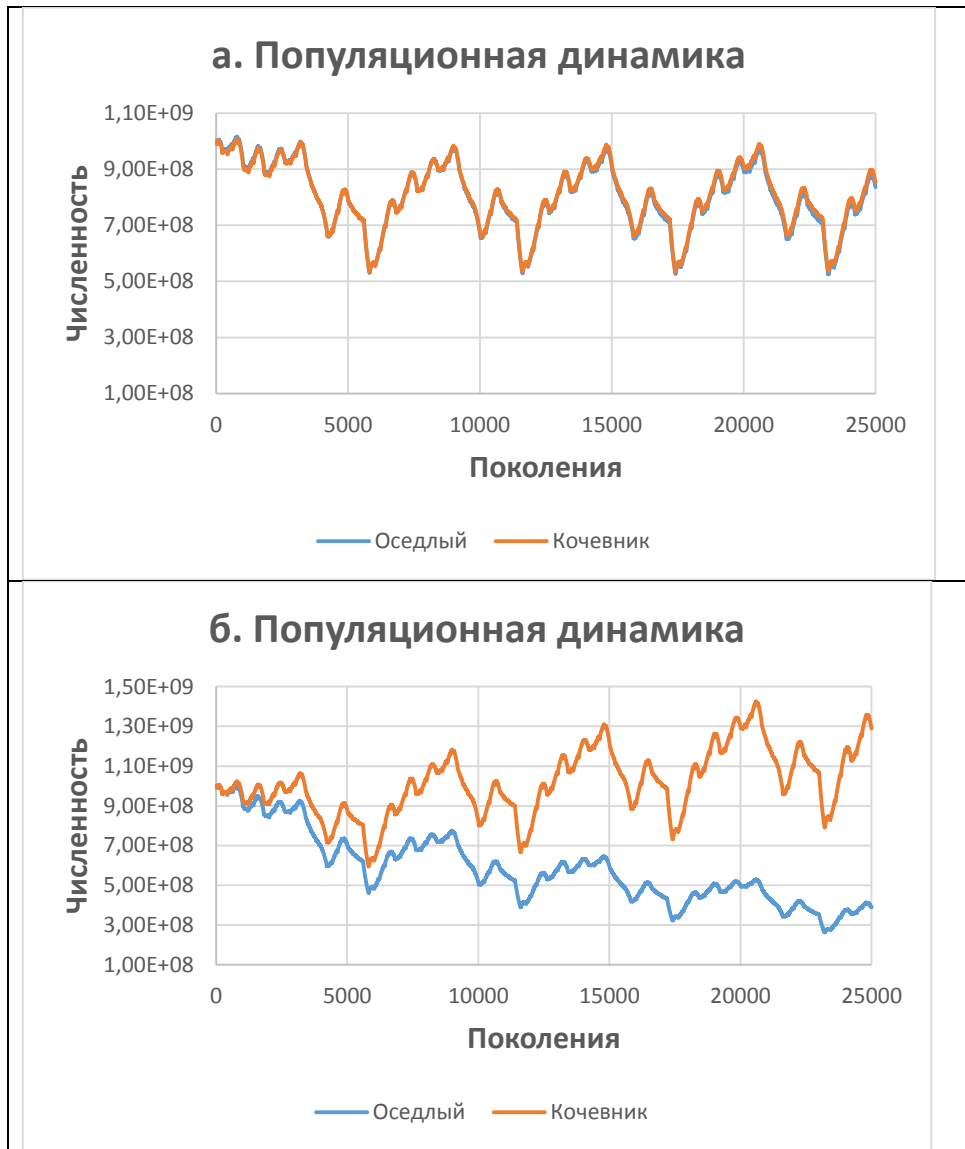 а. Популяционная динамика
1,10E+09
9,00E+08
7,00E+08
5,00E+08
3,00E+08
1,00E+08
Численность
0 5000 10000 15000 20000 25000
Поколения
Оседлый Кочевник
б. Популяционная динамика
1,50E+09
1,30E+09
1,10E+09
9,00E+08
7,00E+08
5,00E+08
3,00E+08
1,00E+08
Численность
0 5000 10000 15000 20000 25000
Поколения
Оседлый Кочевник